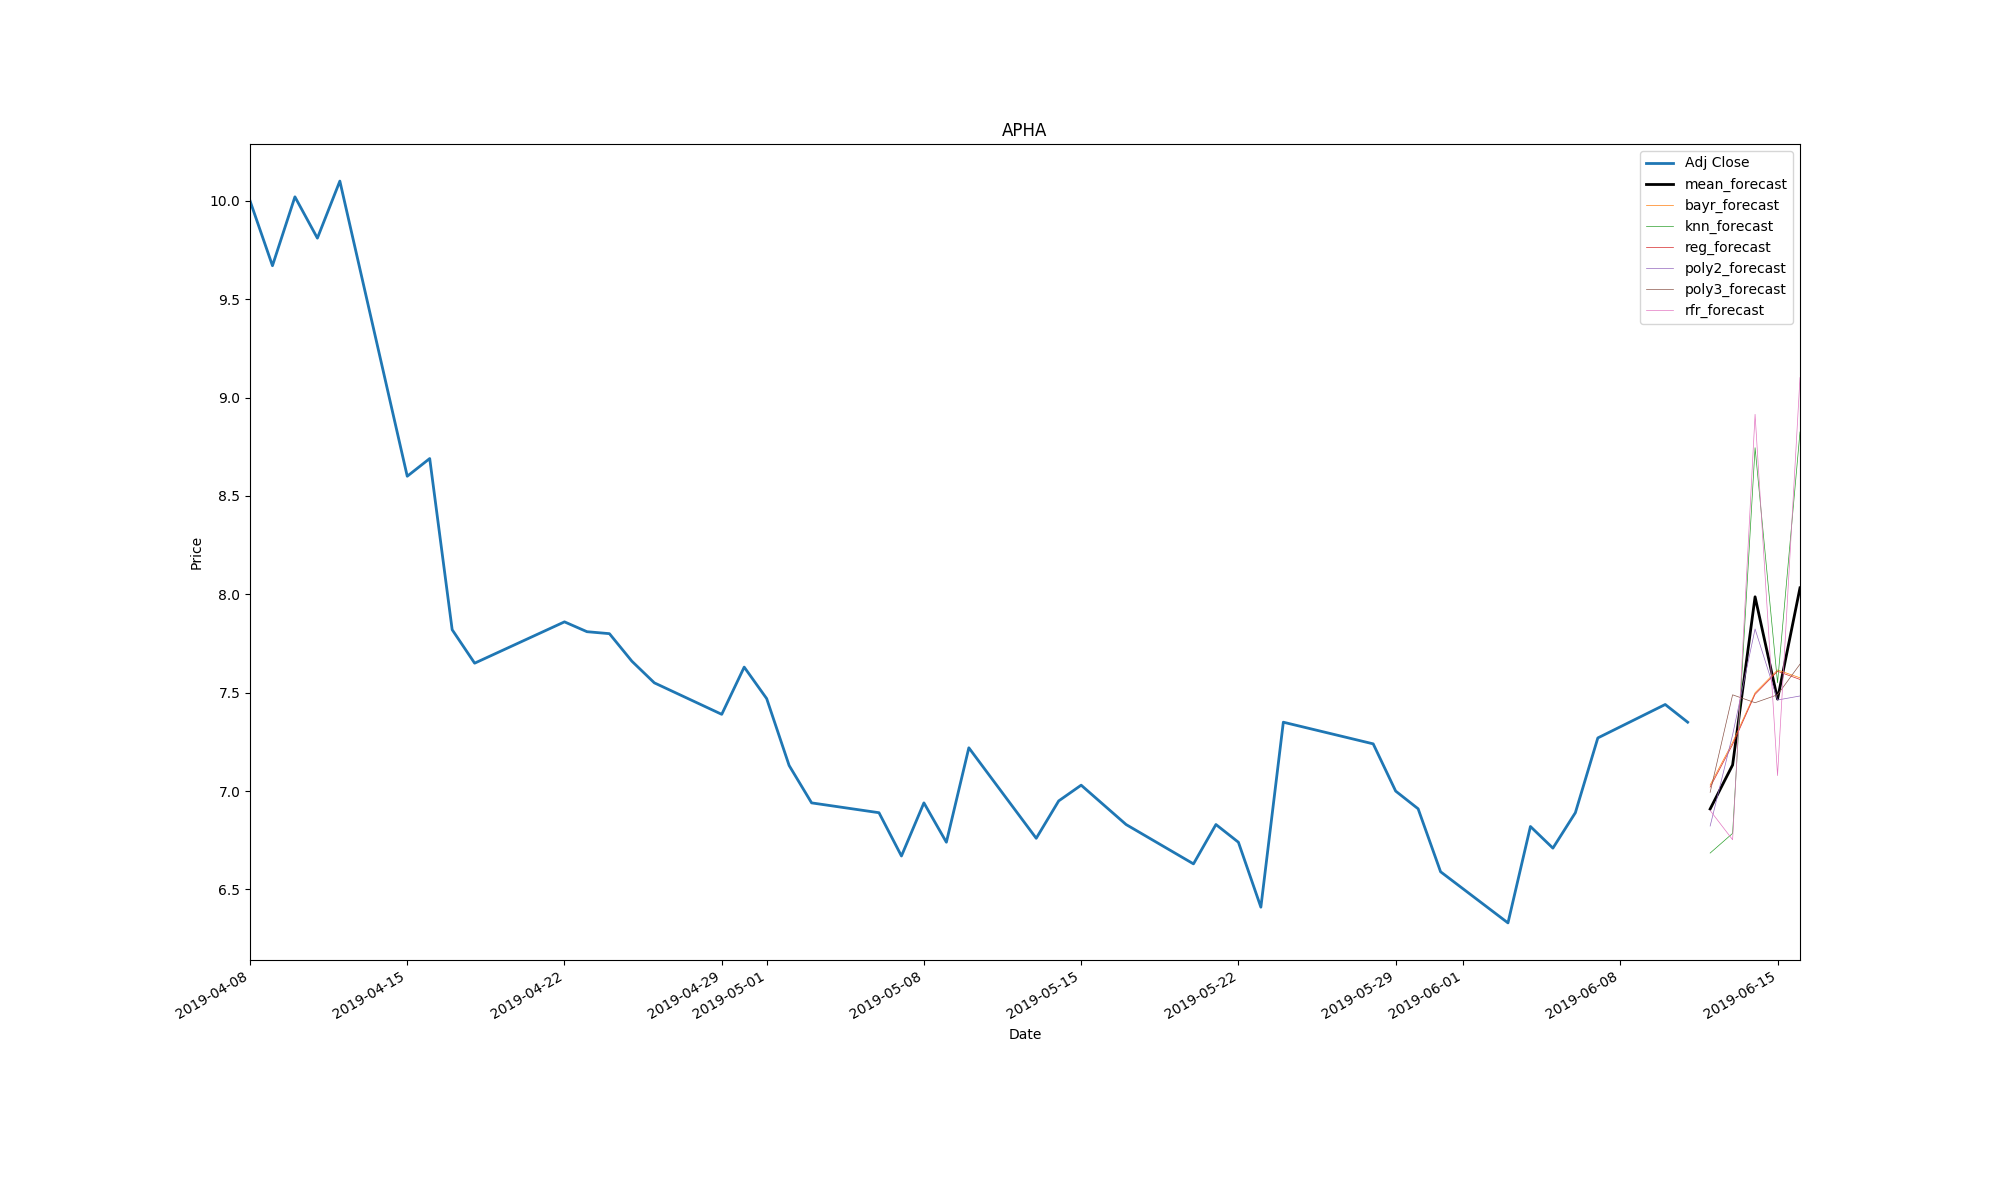 APHA
Adj Close
mean_forecast
bayr_forecast
knn_forecast
reg_forecast
poly2_forecast
poly3_forecast
rfr_forecast
10.0
9.5
9.0
8.5
8.0
7.5
7.0
6.5
Price
2019-04-08
2019-04-15
2019-04-22
2019-04-29
2019-05-01
2019-05-08
2019-05-15
2019-05-22
2019-05-29
2019-06-01
2019-06-08
2019-06-15
Date